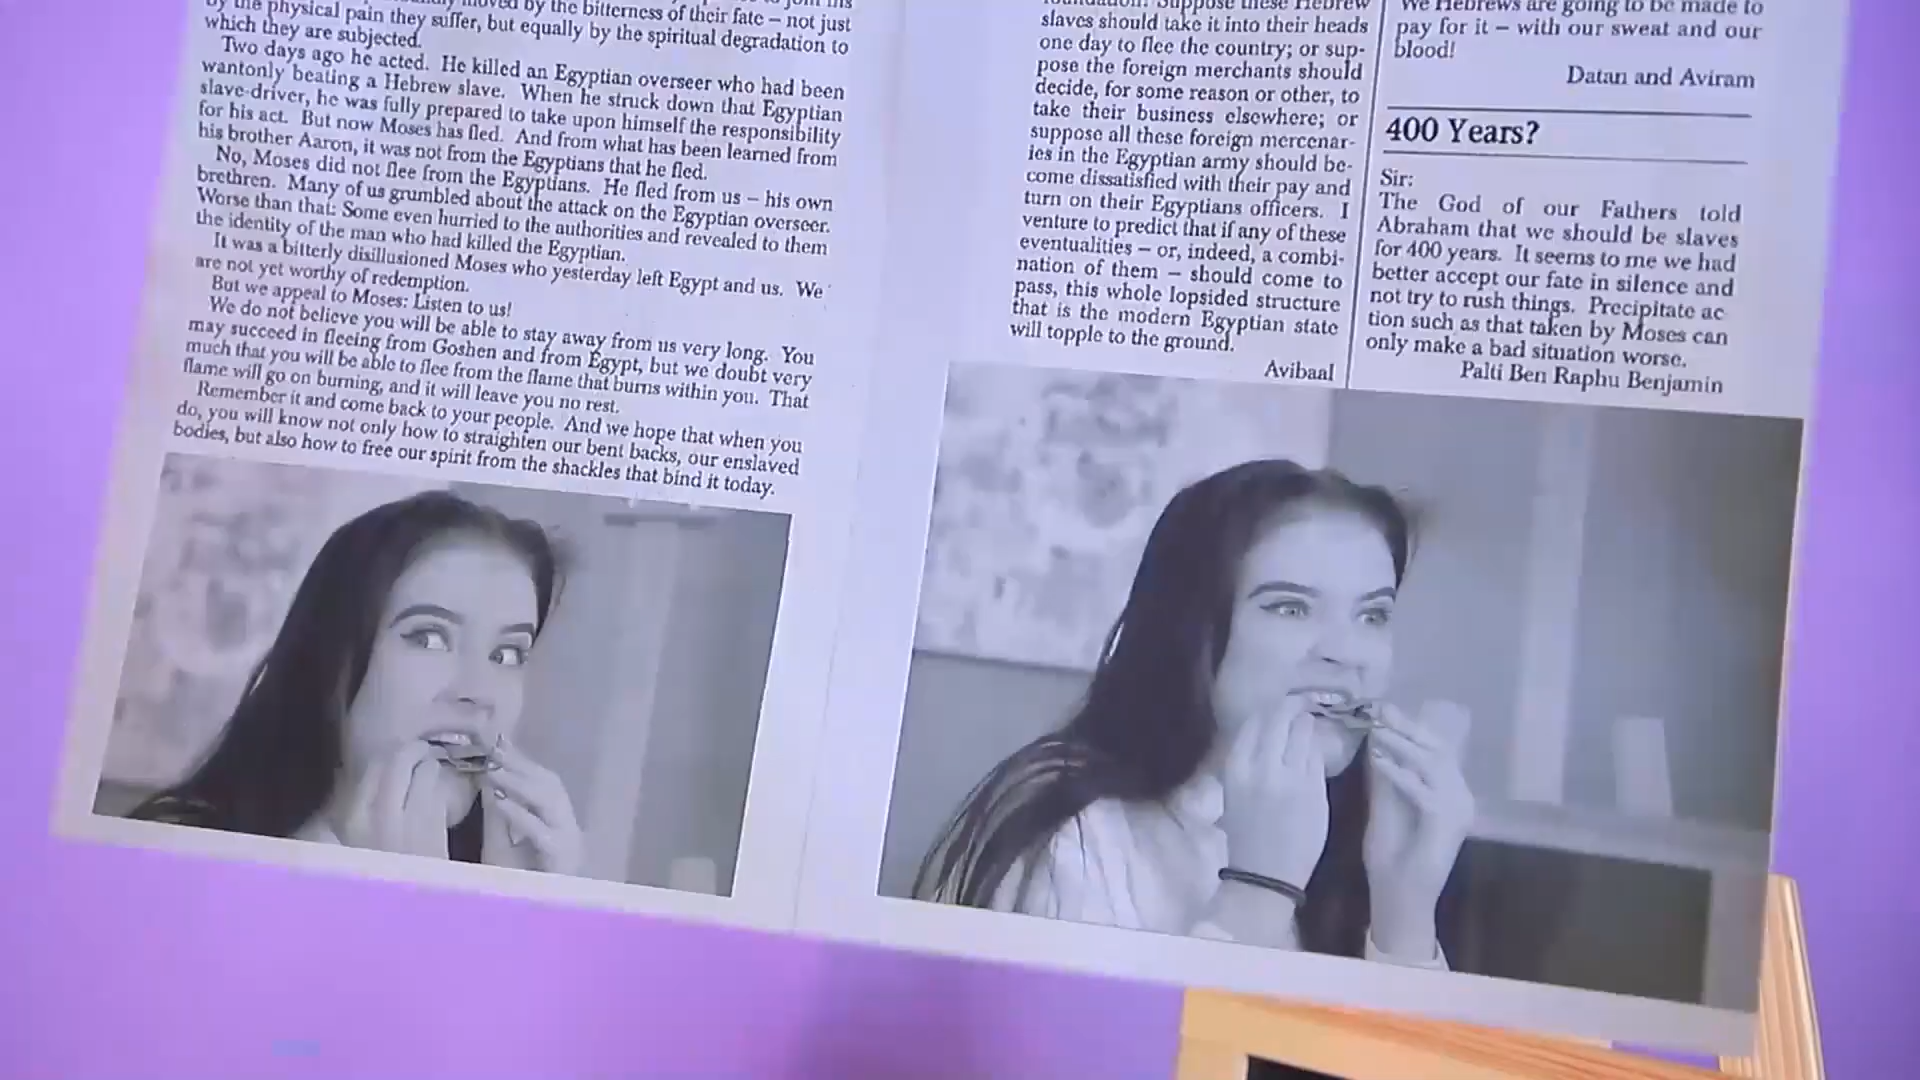 by the physical pain they suffer, but equally by the spiritual degradation to
which they are subjected.
Two days ago he acted. He killed an Egyptian overseer who had been
wantonly beating a Hebrew slave. When he struck down that Egyptian
slave-driver, he was fully prepared to take upon himself the responsibility
for his act. But now Moses has fled. And from what has been learned from
his brother Aaron, it was not from the Egyptians that he fled.
No, Moses did not flee from the Egyptians. He fled from us – his own
brethren. Many of us grumbled about the attack on the Egyptian overseer.
Worse than that: Some even hurried to the authorities and revealed to them
the identity of the man who had killed the Egyptian.
It was a bitterly disillusioned Moses who yesterday left Egypt and us. We
are not yet worthy of redemption.
But we appeal to Moses: Listen to us!
We do not believe you will be able to stay away from us very long. You
may succeed in fleeing from Goshen and from Egypt, but we doubt very
much that you will be able to flee from the flame that burns within you. That
flame will go on burning, and it will leave you no rest.
Remember it and come back to your people. And we hope that when you
do, you will know not only how to straighten our bent backs, our enslaved
bodies, but also how to free our spirit from the shackles that bind it today.
Suppose these Hebrew
slaves should take it into their heads
one day to flee the country; or sup-
pose the foreign merchants should
decide, for some reason or other, to
take their business elsewhere; or
suppose all these foreign mercenar-
ies in the Egyptian army should be-
come dissatisfied with their pay and
turn on their Egyptians officers. I
venture to predict that if any of these
eventualities – or, indeed, a combi-
nation of them – should come to
pass, this whole lopsided structure
that is the modern Egyptian state
will topple to the ground.
Avibaal
We Hebrews are going to be made to
pay for it – with our sweat and our
blood!
Datan and Aviram
400 Years?
Sir:
The God of our Fathers told
Abraham that we should be slaves
for 400 years. It seems to me we had
better accept our fate in silence and
not try to rush things. Precipitate ac
tion such as that taken by Moses can
only make a bad situation worse.
Palti Ben Raphu Benjamin